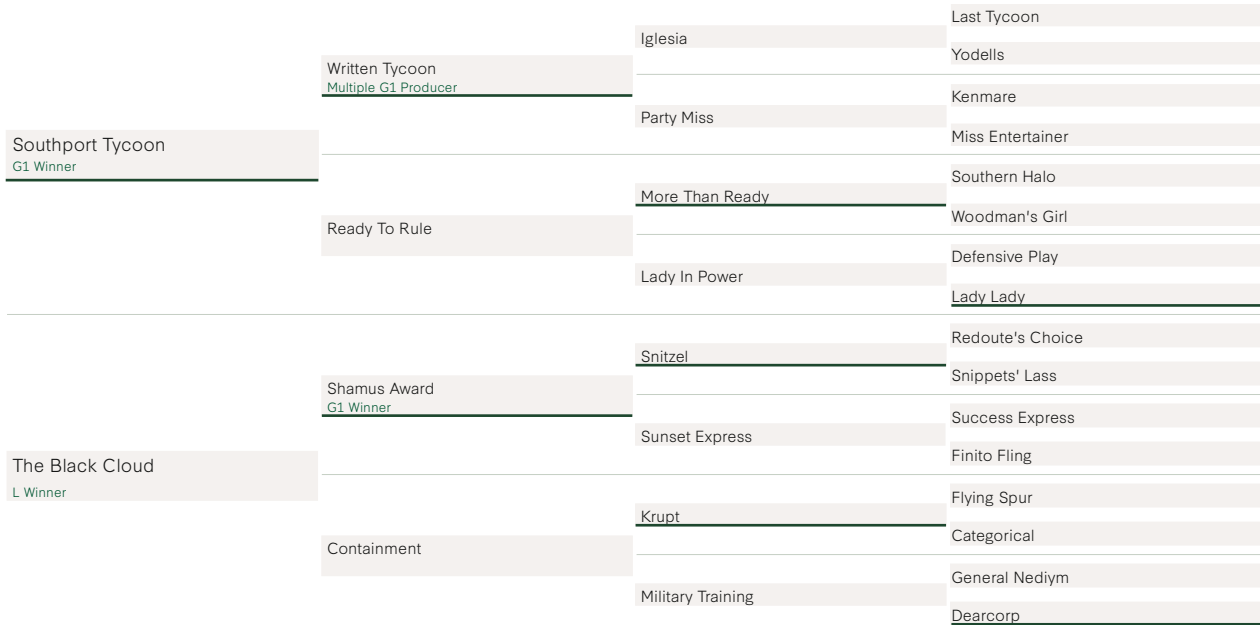 Southport Tycoon
G1 Winner
The Black Cloud
L Winner
Written Tycoon
Multiple G1 Producer
Ready To Rule
Shamus Award
G1 Winner
Containment
Iglesia
Party Miss
More Than Ready
Lady In Power
Snitzel
Sunset Express
Krupt
Military Training
Last Tycoon
Yodells
Kenmare
Miss Entertainer
Southern Halo
Woodman's Girl
Defensive Play
Lady Lady
Redoute's Choice
Snippets' Lass
Success Express
Finito Fling
Flying Spur
Categorical
General Nediym
Dearcorp